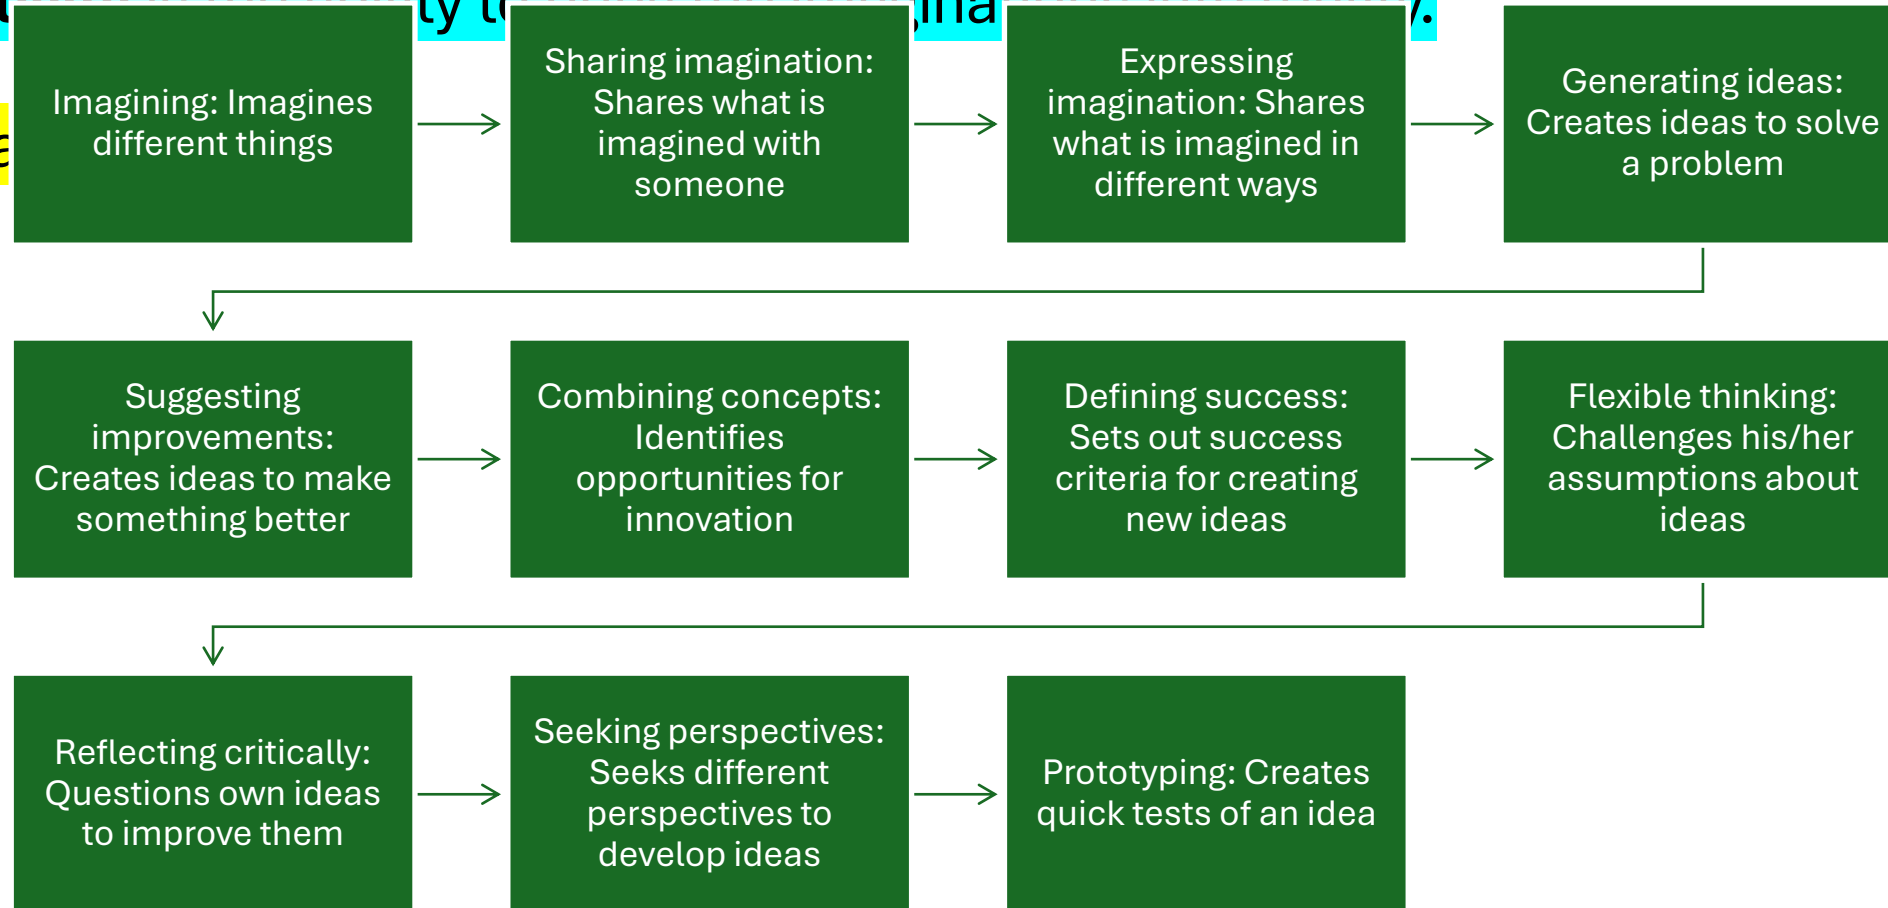 Imagining: Imagines
different things
Sharing imagination:
Shares what is
imagined with
someone
Expressing
imagination: Shares
what is imagined in
different ways
Generating ideas:
Creates ideas to solve
a problem
Suggesting
improvements:
Creates ideas to make
something better
Combining concepts:
Identifies
opportunities for
innovation
Defining success:
Sets out success
criteria for creating
new ideas
Flexible thinking:
Challenges his/her
assumptions about
ideas
Reflecting critically:
Questions own ideas
to improve them
Seeking perspectives:
Seeks different
perspectives to
develop ideas
Prototyping: Creates
quick tests of an idea